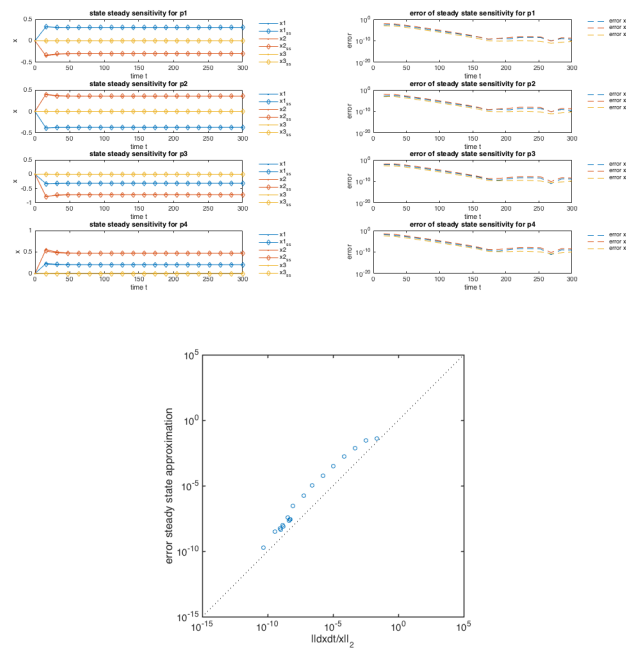 state steady sensitivity for p1
0.5
0
-0.5
x
0 50 100 150 200 250 300
time t
x1
x1ss
x2
x2ss
x3
x3ss
error of steady state sensitivity for p1
10^0
10^-10
10^-20
error
0 50 100 150 200 250 300
time t
error x
error x
error x
state steady sensitivity for p2
0.5
0
-0.5
x
0 50 100 150 200 250 300
time t
x1
x1ss
x2
x2ss
x3
x3ss
error of steady state sensitivity for p2
10^0
10^-10
10^-20
error
0 50 100 150 200 250 300
time t
error x
error x
error x
state steady sensitivity for p3
0.5
0
-0.5
-1
x
0 50 100 150 200 250 300
time t
x1
x1ss
x2
x2ss
x3
x3ss
error of steady state sensitivity for p3
10^0
10^-10
10^-20
error
0 50 100 150 200 250 300
time t
error x
error x
error x
state steady sensitivity for p4
1
0.5
0
x
0 50 100 150 200 250 300
time t
x1
x1ss
x2
x2ss
x3
x3ss
error of steady state sensitivity for p4
10^0
10^-10
10^-20
error
0 50 100 150 200 250 300
time t
error x
error x
error x
10^5
10^0
10^-5
10^-10
10^-15
error steady state approximation
10^-15 10^-10 10^-5 10^0 10^5
||dxdt/x||2